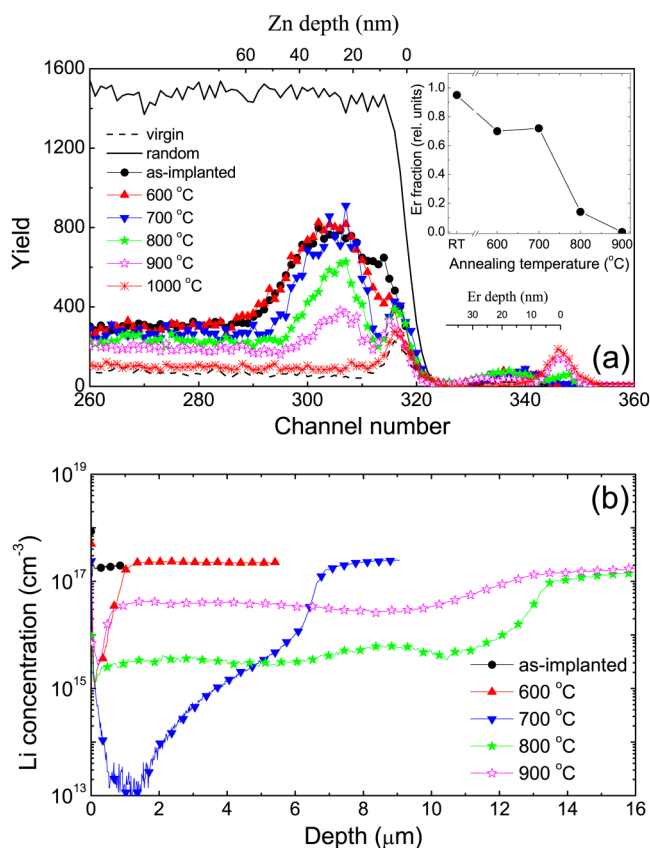 Zn depth (nm)
60 40 20 0
1600
1200
800
400
0
Yield
virgin
random
as-implanted
600 °C
700 °C
800 °C
900 °C
1000 °C
1.0
0.8
0.6
0.4
0.2
0.0
Er fraction (rel. units)
RT 600 700 800 900
Annealing temperature (°C)
Er depth (nm)
30 20 10 0
(a)
260 280 300 320 340 360
Channel number
(b)
10^19
10^17
10^15
10^13
Li concentration (cm^-3)
as-implanted
600 °C
700 °C
800 °C
900 °C
0 2 4 6 8 10 12 14 16
Depth (μm)